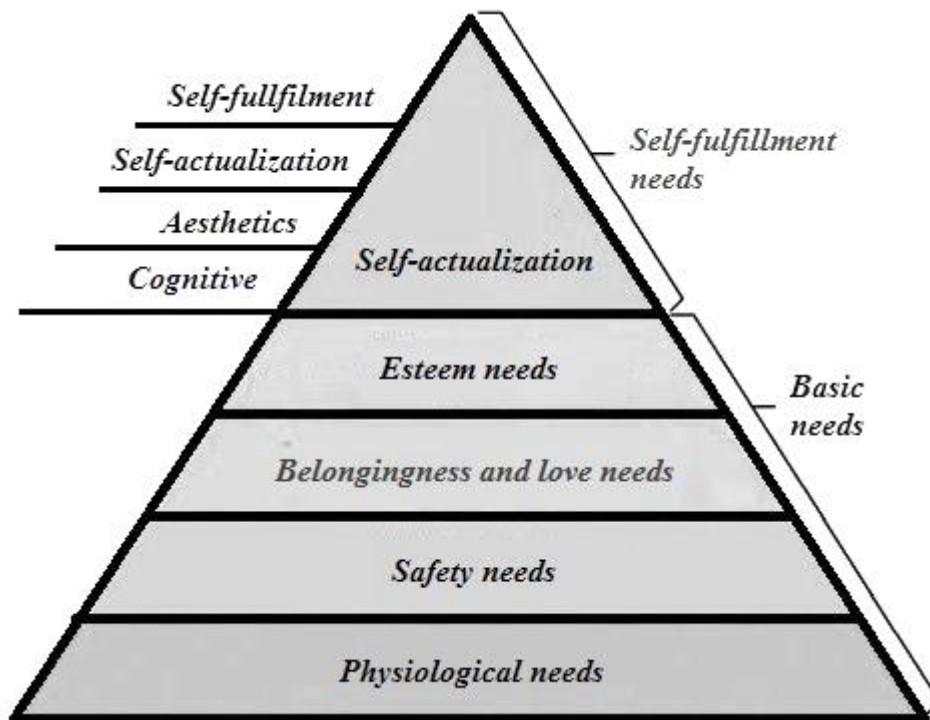 Self-fullfilment
Self-actualization
Aesthetics
Cognitive
Self-fulfillment
needs
Self-actualization
Esteem needs
Basic
needs
Belongingness and love needs
Safety needs
Physiological needs